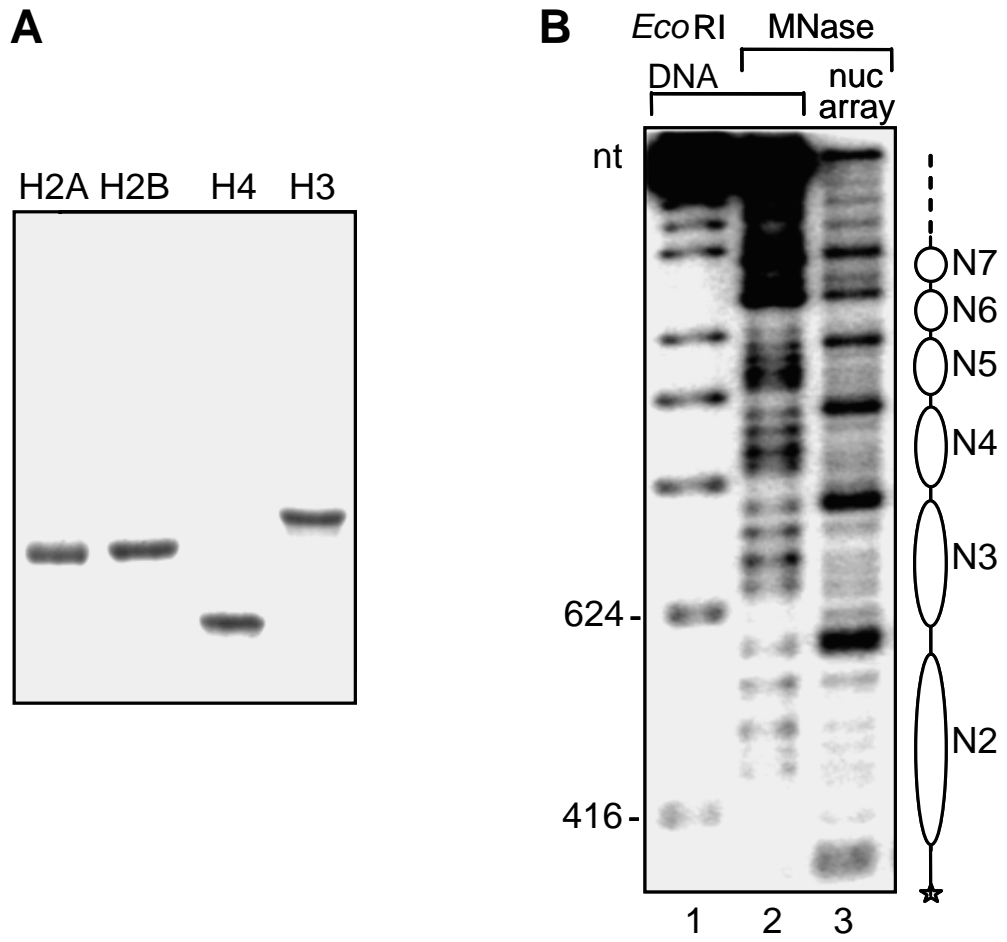 A
H2A H2B H4 H3
B
EcoRI MNase
DNA nuc
array
nt
N7
N6
N5
N4
N3
624-
N2
416-
1 2 3